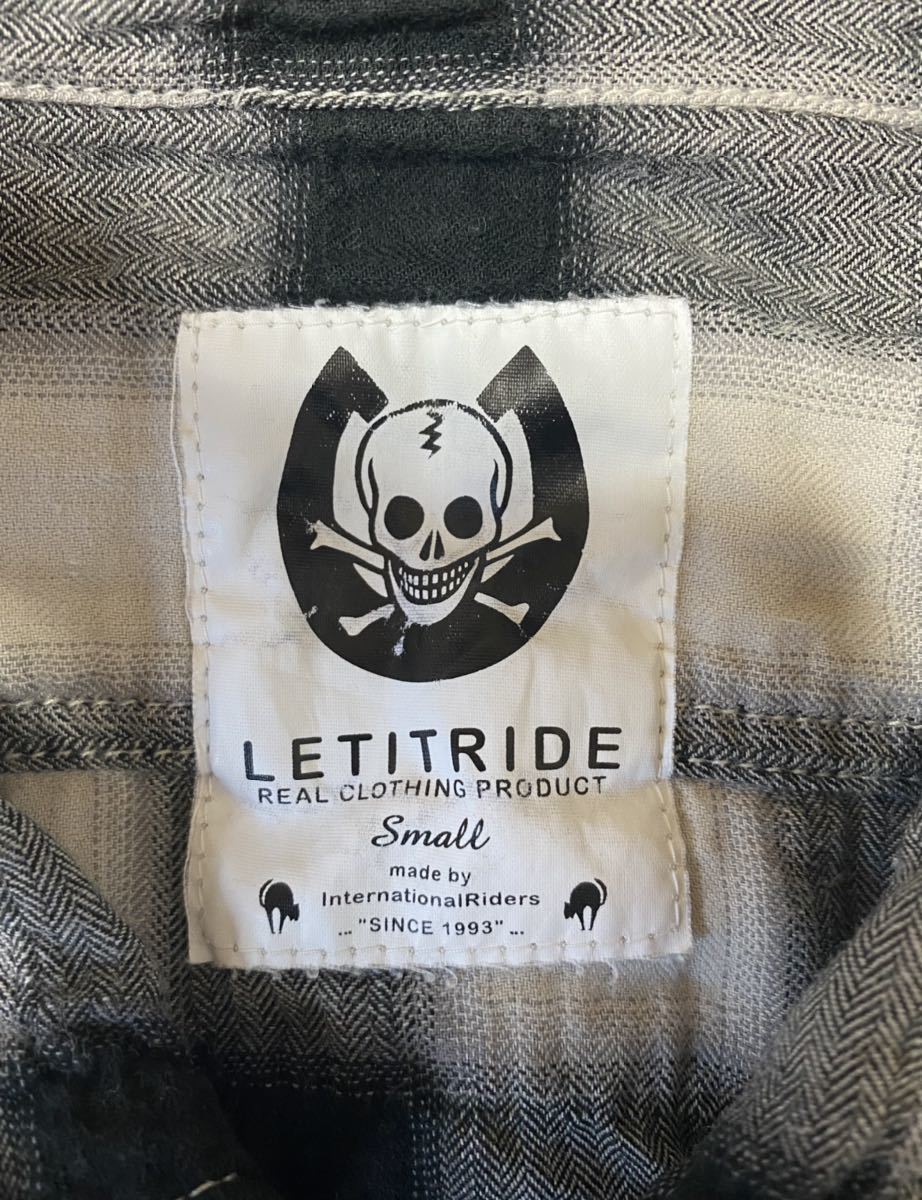 LETITRIDE
REAL CLOTHING PRODUCT
Small
made by
InternationalRiders
... "SINCE 1993" ...